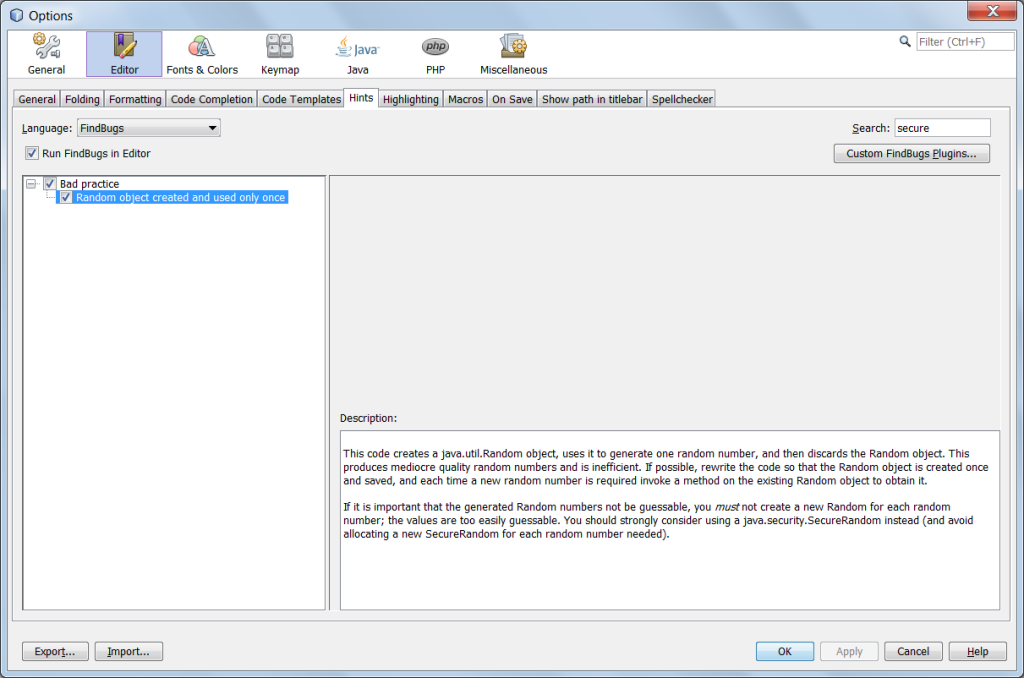 Options
Filter (Ctrl+F)
General
Editor
Fonts & Colors
Keymap
Java
Java
php
PHP
Miscellaneous
General Folding Formatting Code Completion Code Templates Hints Highlighting Macros On Save Show path in titlebar Spellchecker
Language: FindBugs
Search: secure
Run FindBugs in Editor
Custom FindBugs Plugins...
Bad practice
Random object created and used only once
Description:
This code creates a java.util.Random object, uses it to generate one random number, and then discards the Random object. This
produces mediocre quality random numbers and is inefficient. If possible, rewrite the code so that the Random object is created once
and saved, and each time a new random number is required invoke a method on the existing Random object to obtain it.
If it is important that the generated Random numbers not be guessable, you must not create a new Random for each random
number; the values are too easily guessable. You should strongly consider using a java.security.SecureRandom instead (and avoid
allocating a new SecureRandom for each random number needed).
Export... Import... OK Apply Cancel Help